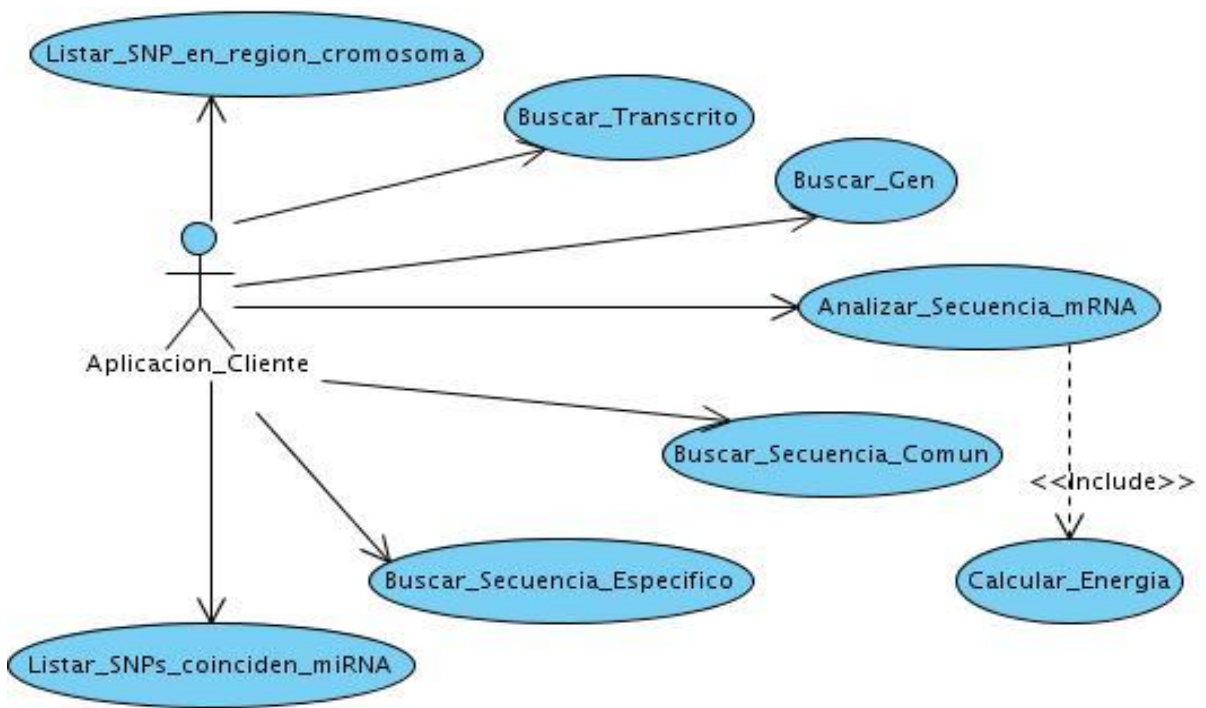 Listar_SNP_en_region_cromosoma
Buscar_Transcrito
Buscar_Gen
Analizar_Secuencia_mRNA
Aplicacion_Cliente
Buscar_Secuencia_Comun
<<Include>>
Buscar_Secuencia_Especifico
Calcular_Energia
Listar_SNPs_coinciden_miRNA